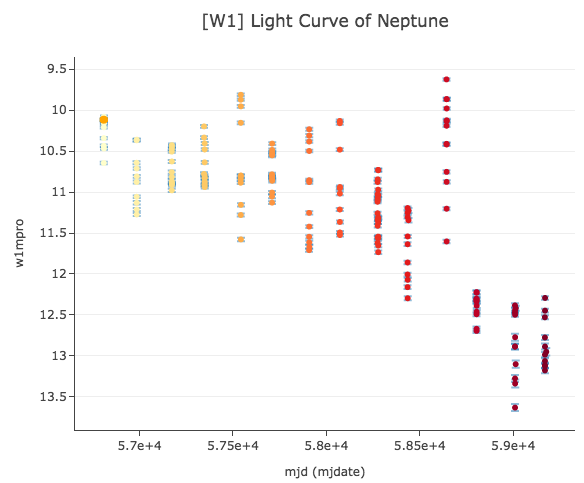 [W1] Light Curve of Neptune
9.5
10
10.5
11
11.5
12
12.5
13
13.5
w1mpro
5.7e+4
5.75e+4
5.8e+4
5.85e+4
5.9e+4
mjd (mjdate)